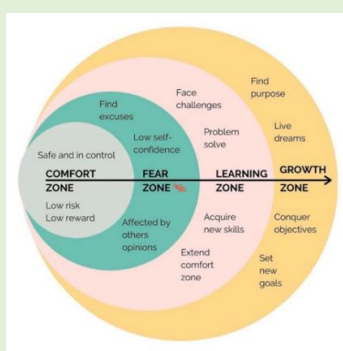 Find
purpose
Face
challenges
Find
excuses
Live
dreams
Problem
solve
Low self-
confidence
Safe and in control
COMFORT
ZONE
FEAR
ZONE
LEARNING
ZONE
GROWTH
ZONE
Low risk
Low reward
Affected by
others
opinions
Acquire
new skills
Conquer
objectives
Extend
comfort
zone
Set
new
goals